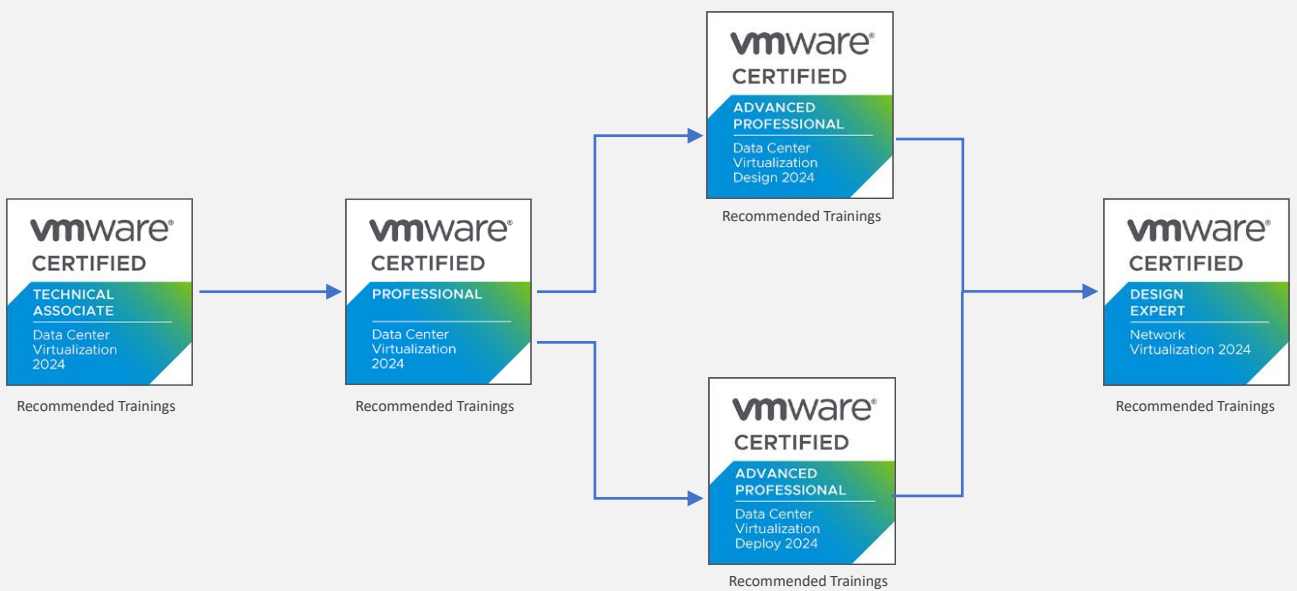 vmware®
CERTIFIED
ADVANCED
PROFESSIONAL
Data Center
Virtualization
Design 2024
Recommended Trainings
vmware®
CERTIFIED
TECHNICAL
ASSOCIATE
Data Center
Virtualization
2024
Recommended Trainings
vmware®
CERTIFIED
PROFESSIONAL
Data Center
Virtualization
2024
Recommended Trainings
vmware®
CERTIFIED
DESIGN
EXPERT
Network
Virtualization 2024
Recommended Trainings
vmware®
CERTIFIED
ADVANCED
PROFESSIONAL
Data Center
Virtualization
Deploy 2024
Recommended Trainings